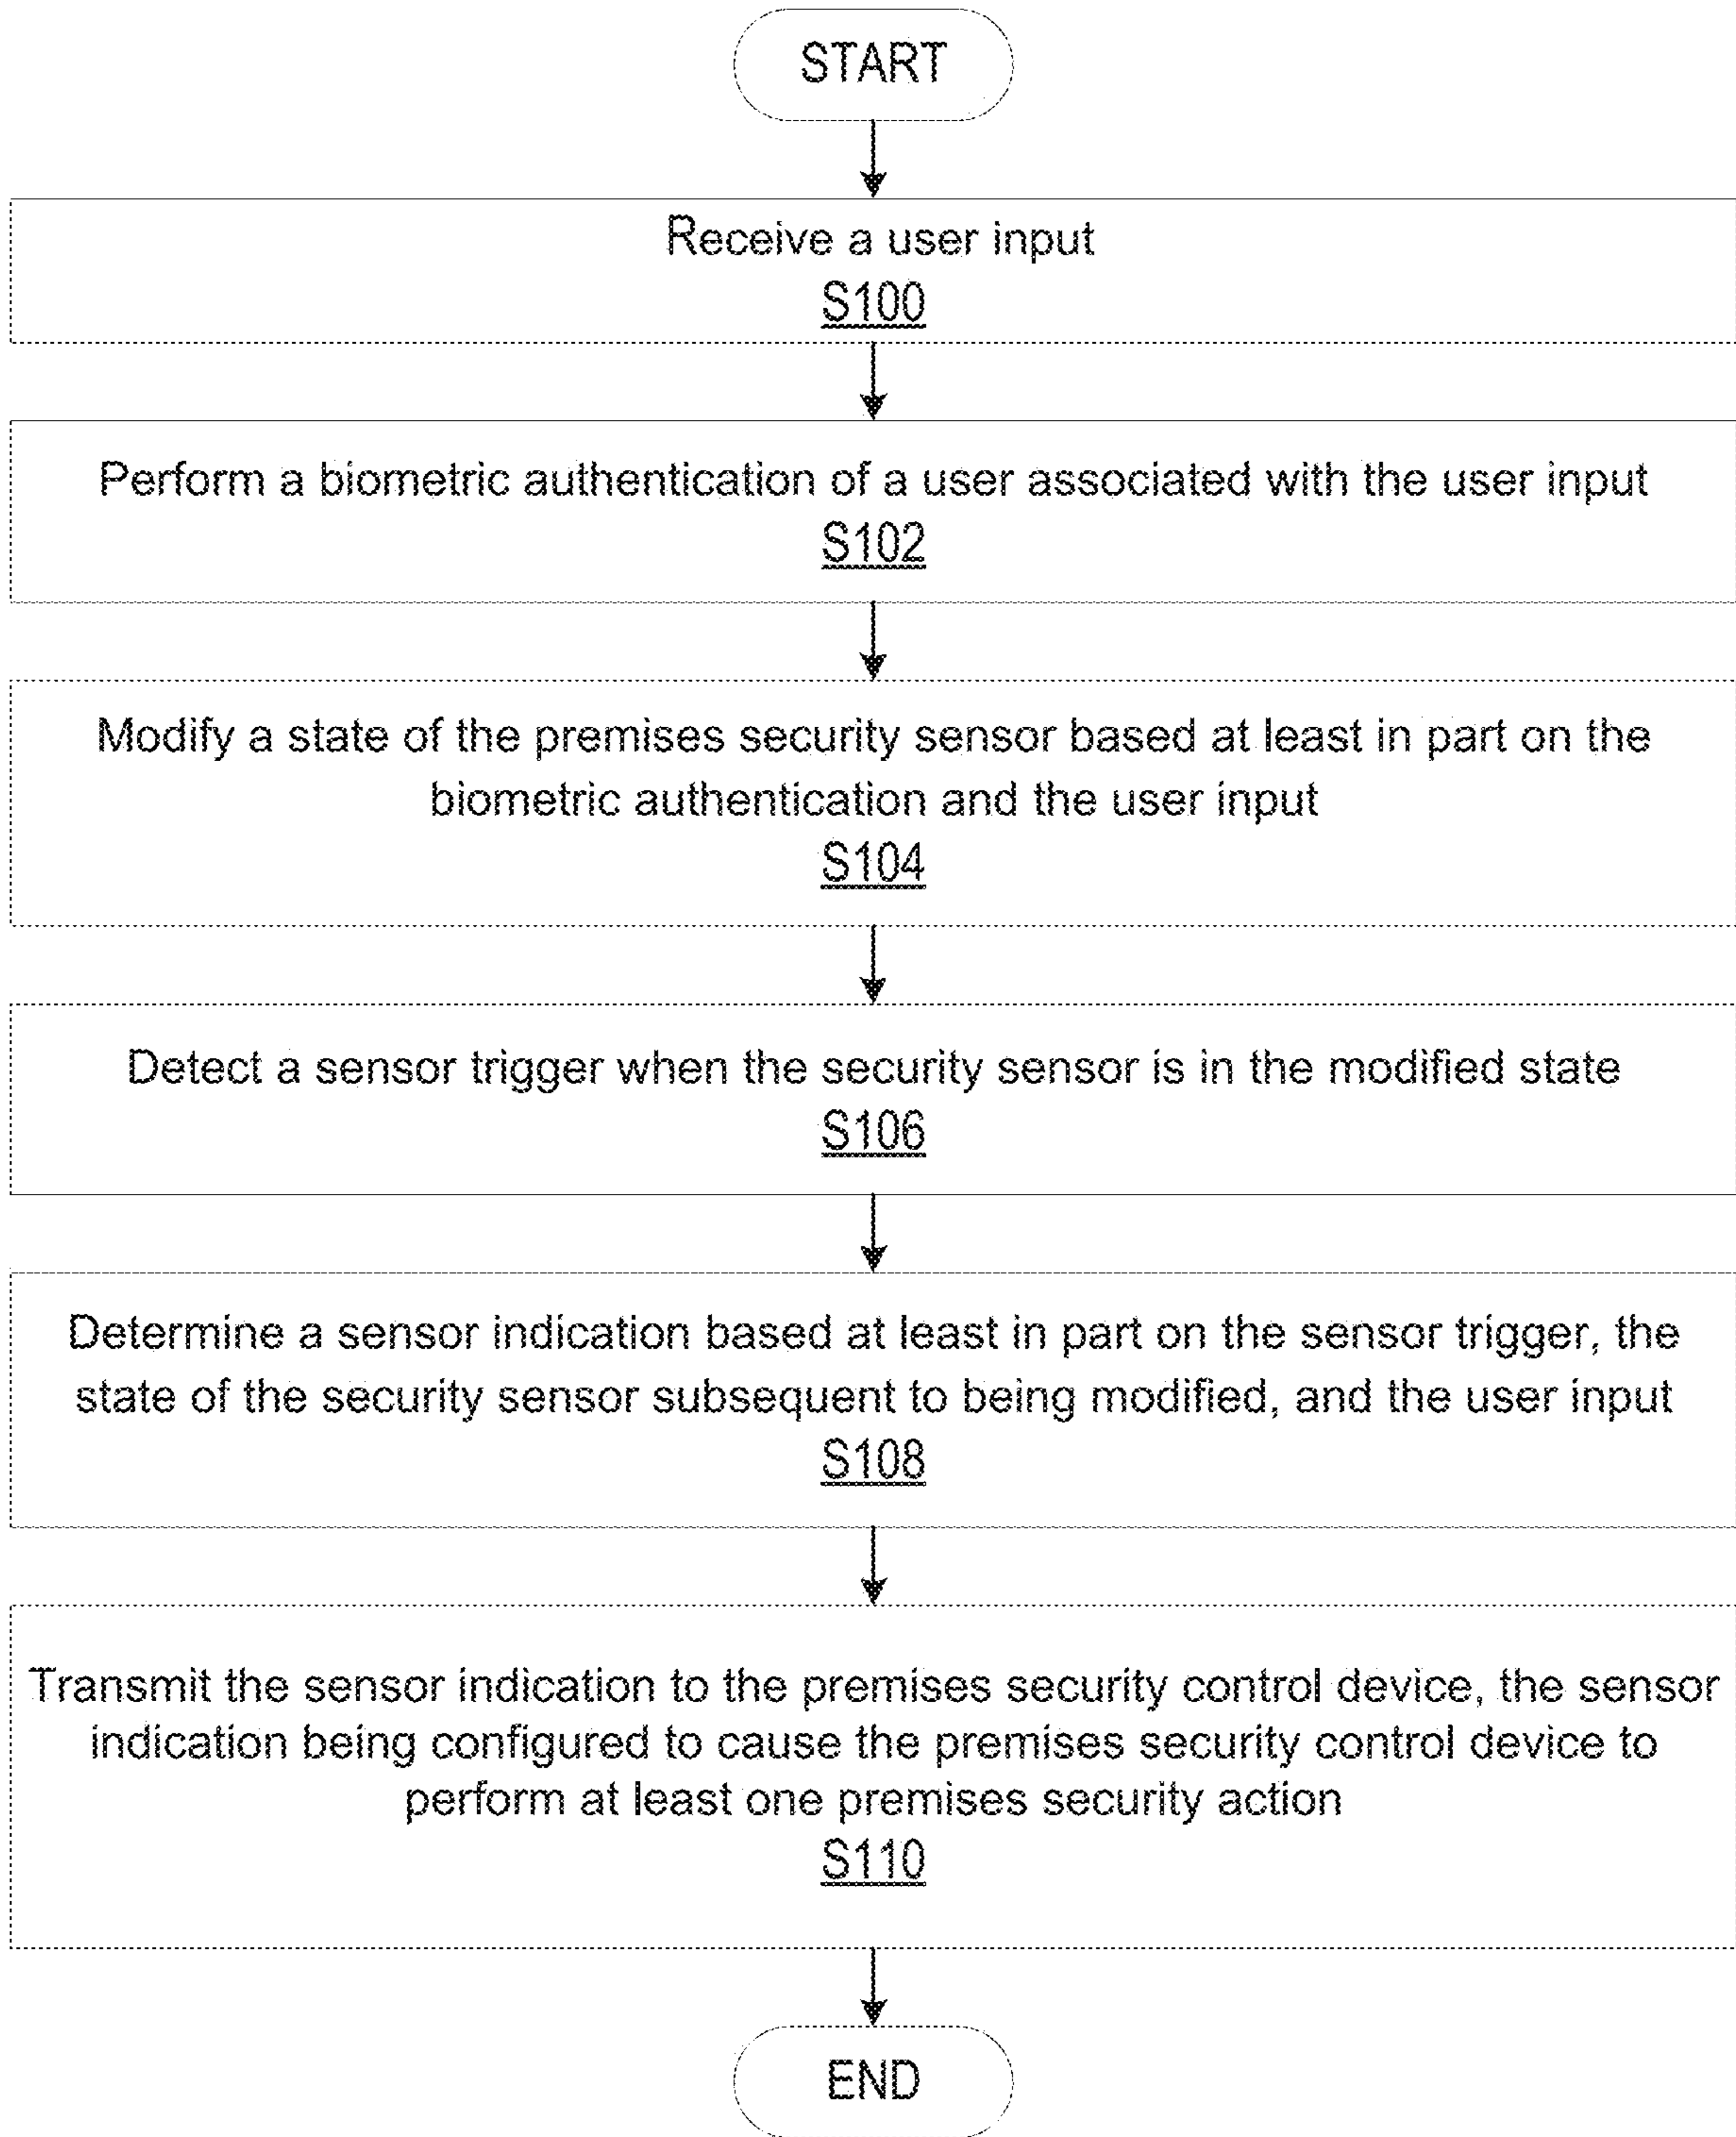 START
Receive a user input
S100
Perform a biometric authentication of a user associated with the user input
S102
Modify a state of the premises security sensor based at least in part on the
biometric authentication and the user input
S104
Detect a sensor trigger when the security sensor is in the modified state
S106
Determine a sensor indication based at least in part on the sensor trigger, the
state of the security sensor subsequent to being modified, and the user input
S108
Transmit the sensor indication to the premises security control device, the sensor
indication being configured to cause the premises security control device to
perform at least one premises security action
S110
END